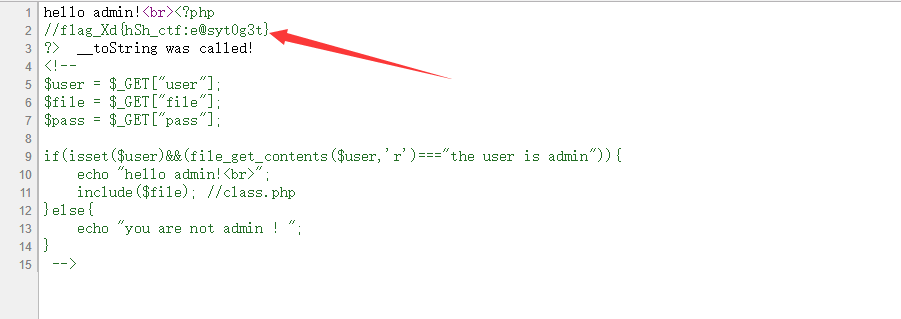 1 hello admin!<br><?php
2 //flag_Xd{hSh_ctf:e@syt0g3t}
3 ?>  __toString was called!
4 <!--
5 $user = $_GET["user"];
6 $file = $_GET["file"];
7 $pass = $_GET["pass"];
8
9 if(isset($user)&&(file_get_contents($user,'r')==="the user is admin")){
10     echo "hello admin!<br>";
11     include($file); //class.php
12 }else{
13     echo "you are not admin ! ";
14 }
15  -->